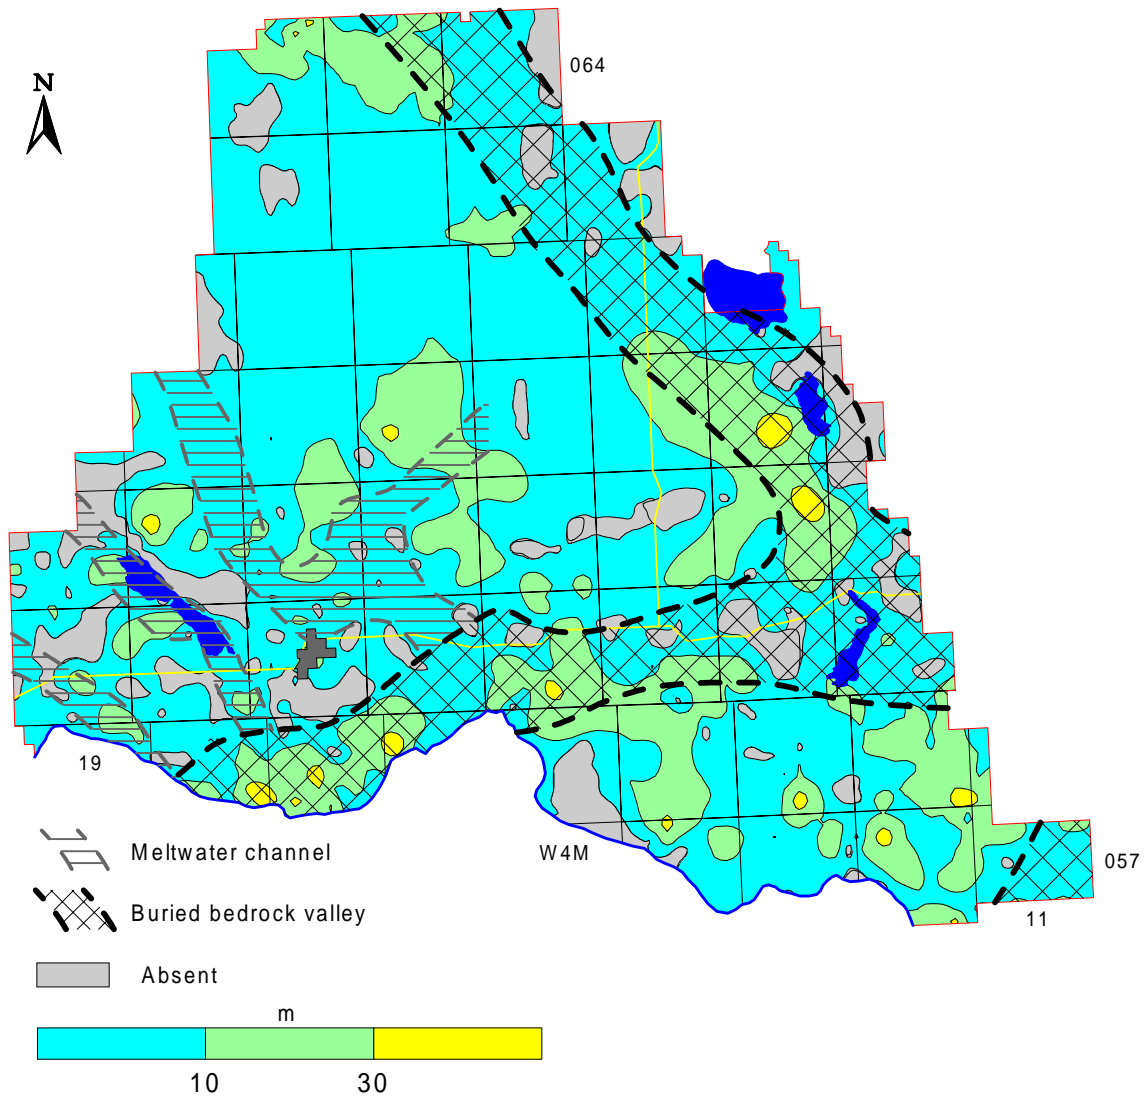 N
064
19
W4M
057
11
Meltwater channel
Buried bedrock valley
Absent
m
10 30